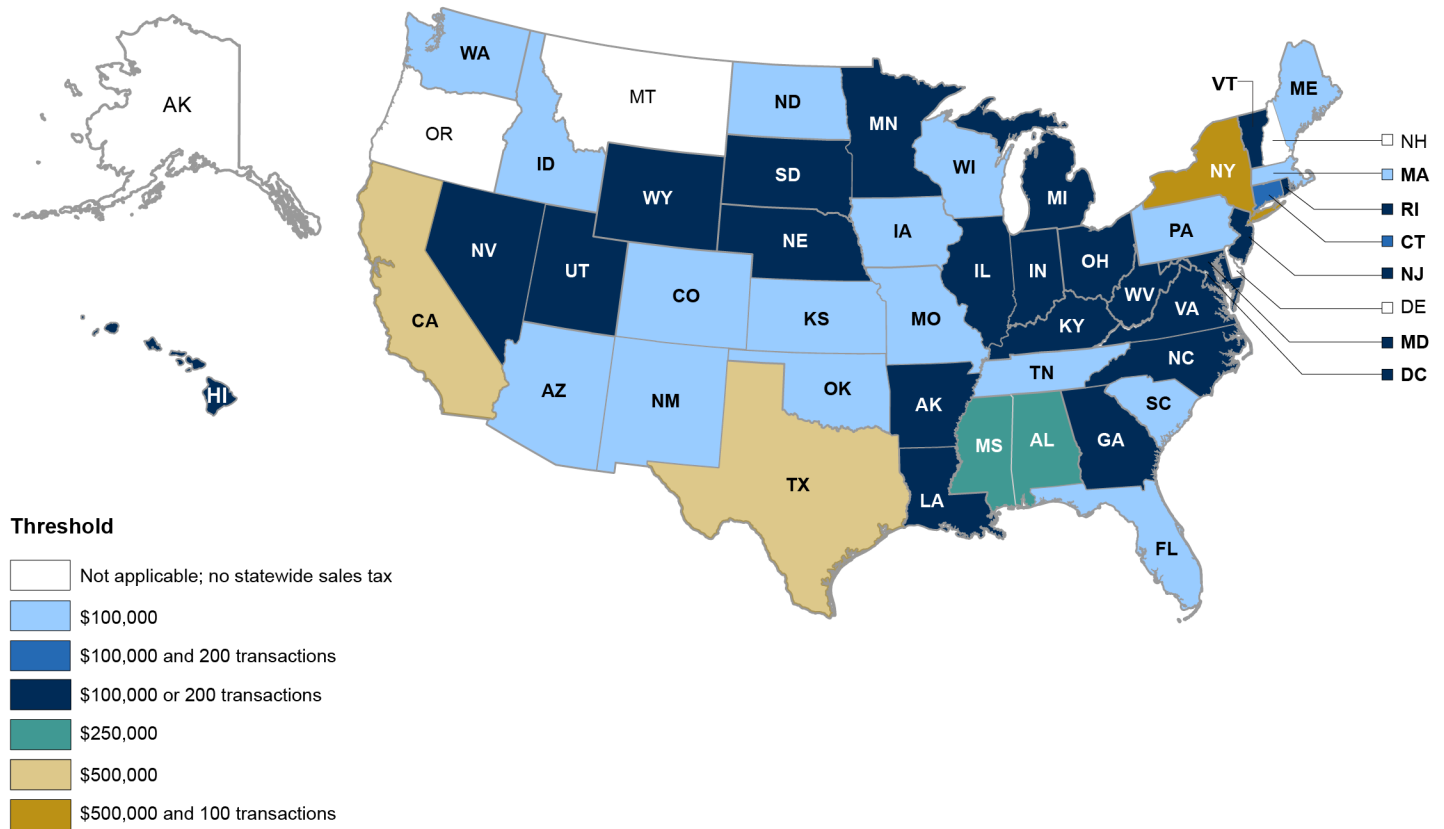 AK
WA
MT
ND
MN
VT
ME
OR
ID
WY
SD
WI
MI
NY
NH
MA
RI
CT
NJ
DE
MD
DC
NV
UT
NE
IA
PA
CO
IL
IN
OH
WV
VA
CA
KS
MO
KY
NC
HI
AZ
NM
OK
TN
SC
AK
MS
AL
GA
TX
LA
FL
Threshold
Not applicable; no statewide sales tax
$100,000
$100,000 and 200 transactions
$100,000 or 200 transactions
$250,000
$500,000
$500,000 and 100 transactions